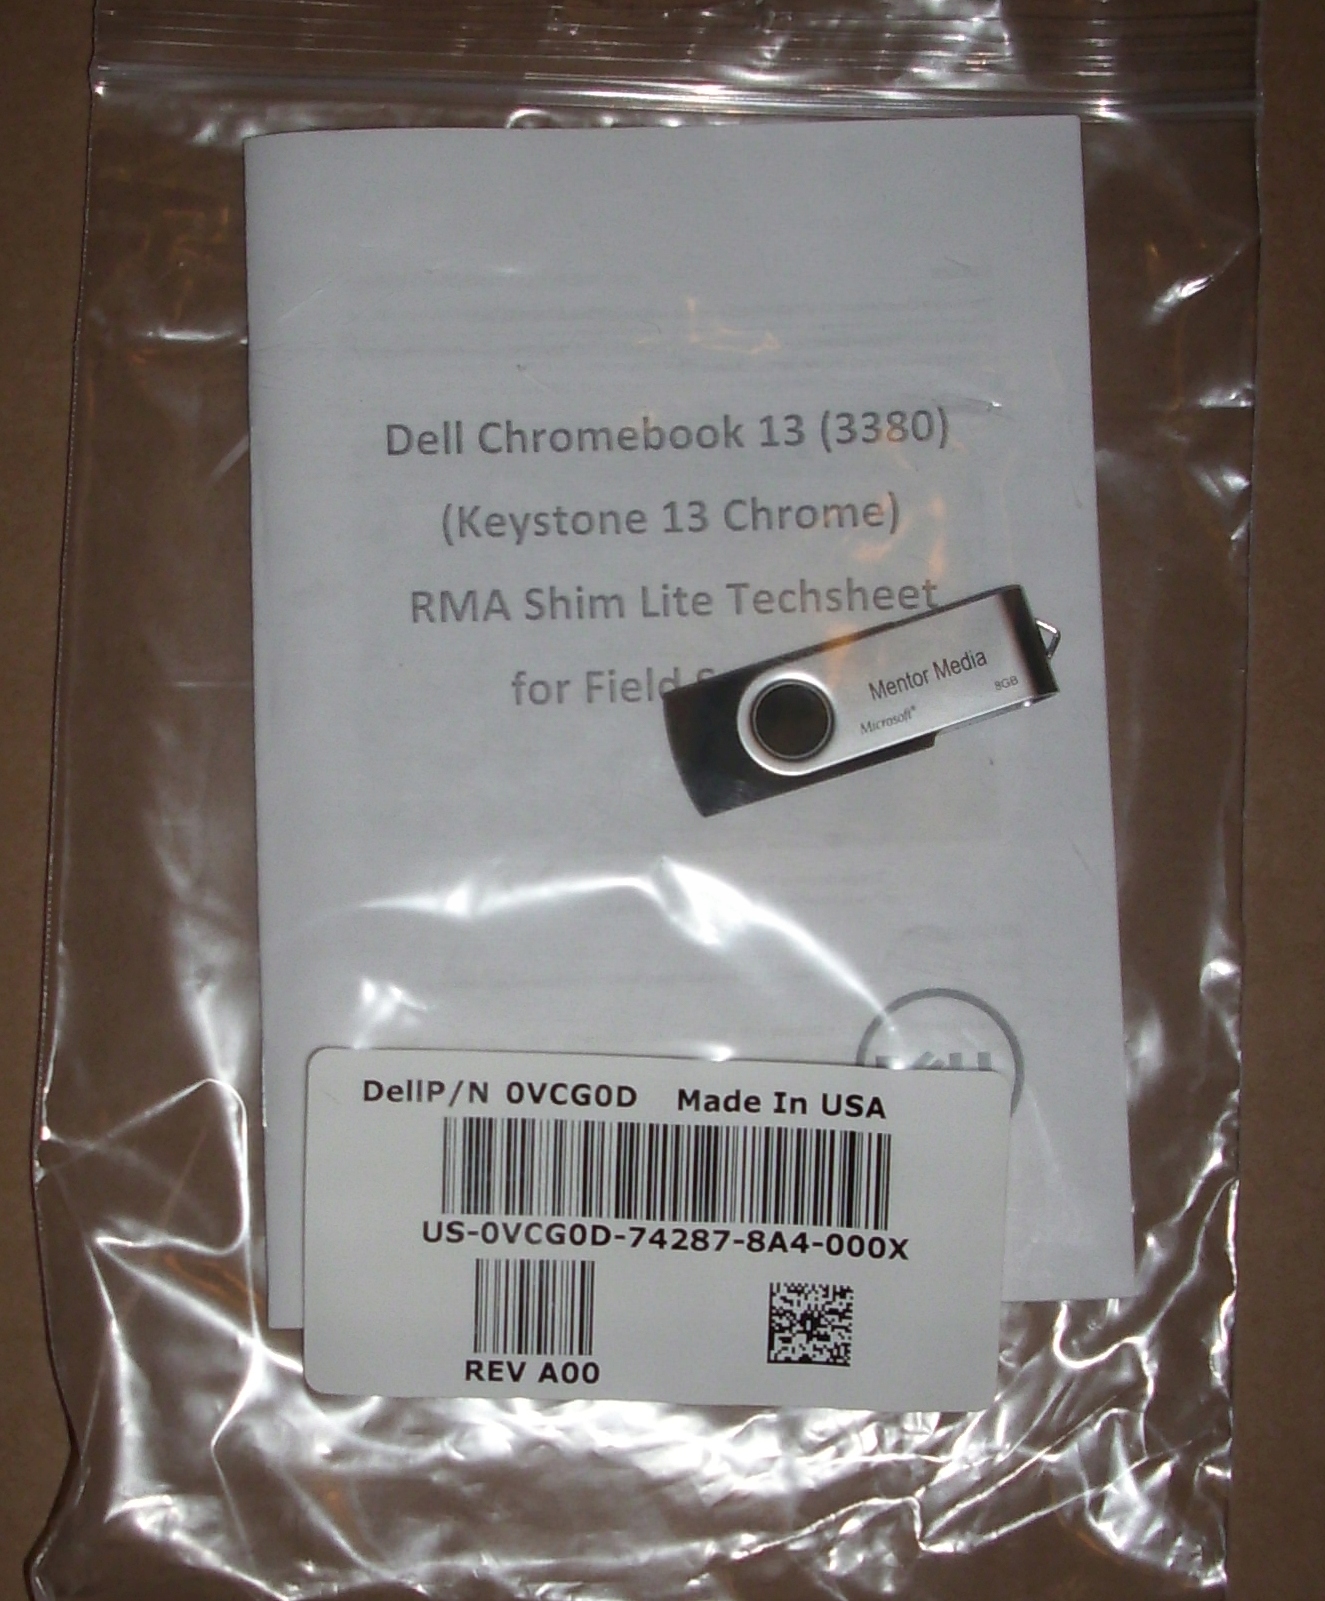 Dell Chromebook 13 (3380)
(Keystone 13 Chrome)
RMA Shim Lite Techsheet
for Field
Mentor Media
8GB
Microsoft®
DellP/N 0VCG0D Made In USA
US-0VCG0D-74287-8A4-000X
REV A00